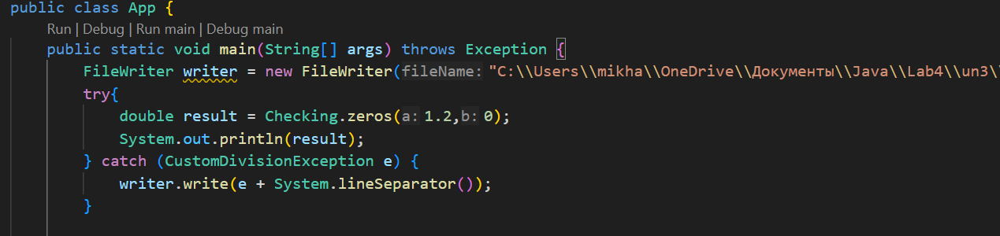 public class App {
Run | Debug | Run main | Debug main
public static void main(String[] args) throws Exception {
FileWriter writer = new FileWriter(fileName: "C:\\Users\\mikha\\OneDrive\\Документы\\Java\\Lab4\\un3\
try{
double result = Checking.zeros(a: 1.2,b: 0);
System.out.println(result);
} catch (CustomDivisionException e) {
writer.write(e + System.lineSeparator());
}